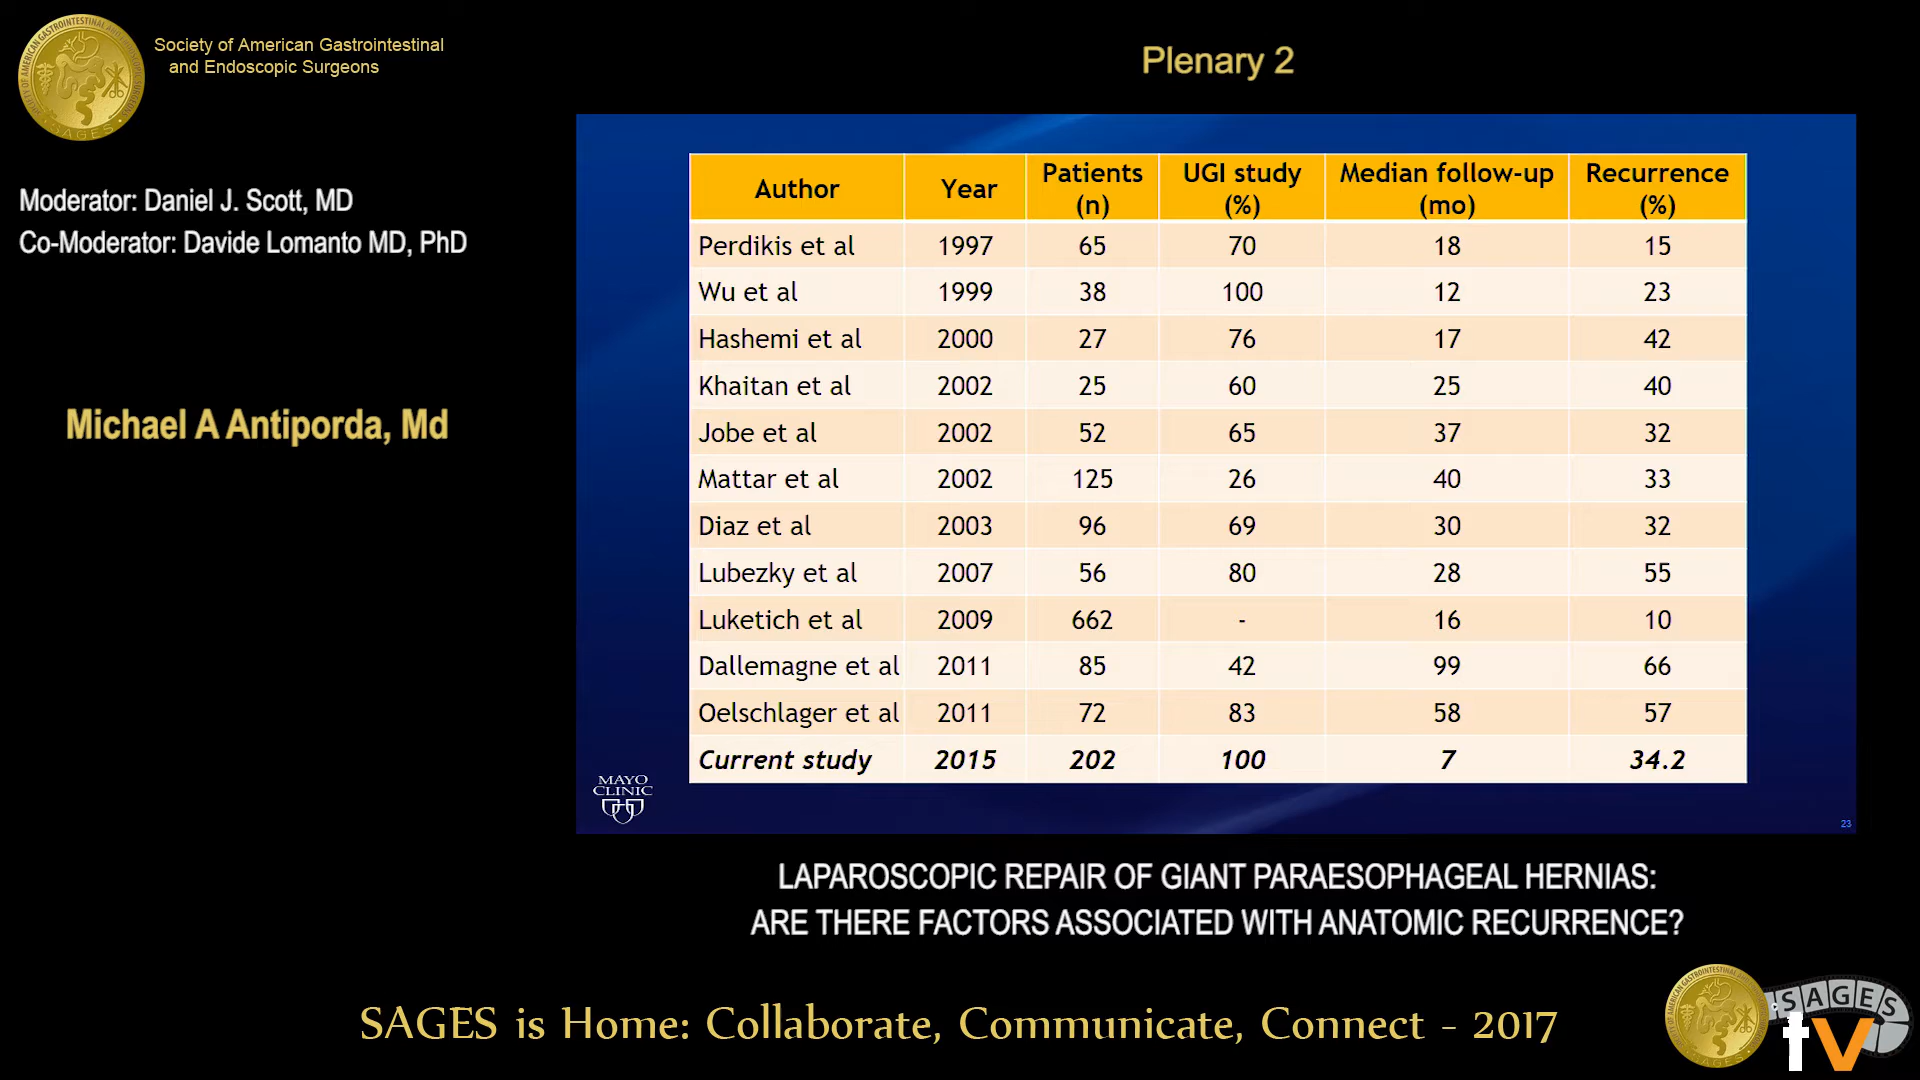 Society of American Gastrointestinal
and Endoscopic Surgeons
Plenary 2
Moderator: Daniel J. Scott, MD
Co-Moderator: Davide Lomanto MD, PhD
Michael A Antiporda, Md
Author Year Patients (n) UGI study (%) Median follow-up (mo) Recurrence (%)
Perdikis et al 1997 65 70 18 15
Wu et al 1999 38 100 12 23
Hashemi et al 2000 27 76 17 42
Khaitan et al 2002 25 60 25 40
Jobe et al 2002 52 65 37 32
Mattar et al 2002 125 26 40 33
Diaz et al 2003 96 69 30 32
Lubezky et al 2007 56 80 28 55
Luketich et al 2009 662 - 16 10
Dallemagne et al 2011 85 42 99 66
Oelschlager et al 2011 72 83 58 57
Current study 2015 202 100 7 34.2
MAYO
CLINIC
23
LAPAROSCOPIC REPAIR OF GIANT PARAESOPHAGEAL HERNIAS:
ARE THERE FACTORS ASSOCIATED WITH ANATOMIC RECURRENCE?
SAGES is Home: Collaborate, Communicate, Connect - 2017
SAGES
tv